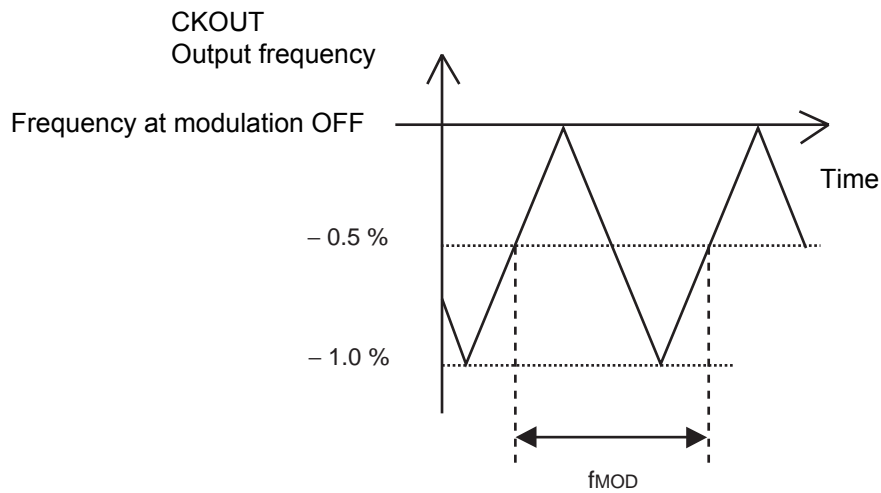 CKOUT
Output frequency
Frequency at modulation OFF
Time
– 0.5 %
– 1.0 %
fMOD